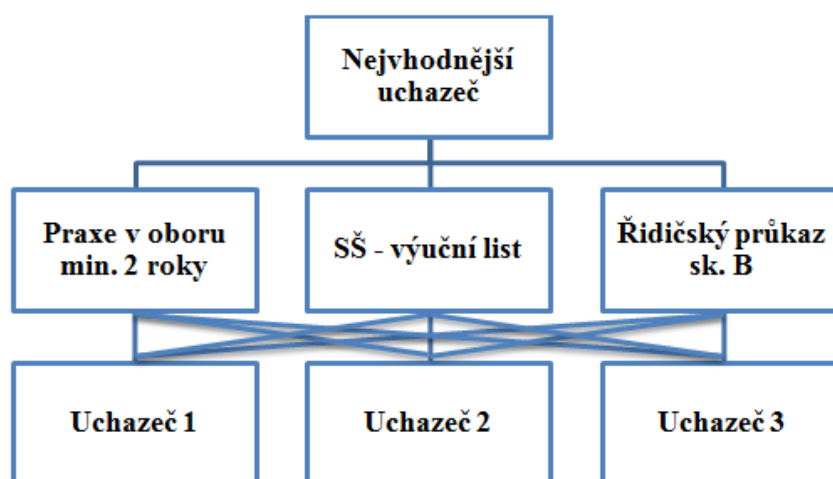 Nejvhodnější
uchazeč
Praxe v oboru
min. 2 roky
SŠ - výuční list
Řidičský průkaz
sk. B
Uchazeč 1
Uchazeč 2
Uchazeč 3